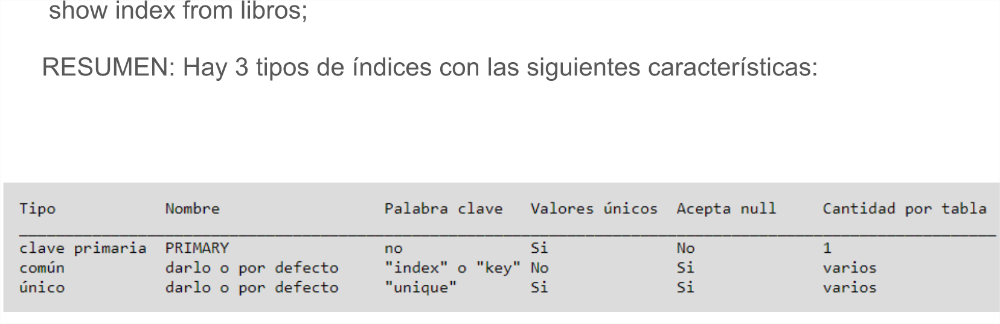 show index from libros;
RESUMEN: Hay 3 tipos de índices con las siguientes características:
Tipo Nombre Palabra clave Valores únicos Acepta null Cantidad por tabla
clave primaria PRIMARY no Si No 1
común darlo o por defecto "index" o "key" No Si varios
único darlo o por defecto "unique" Si Si varios